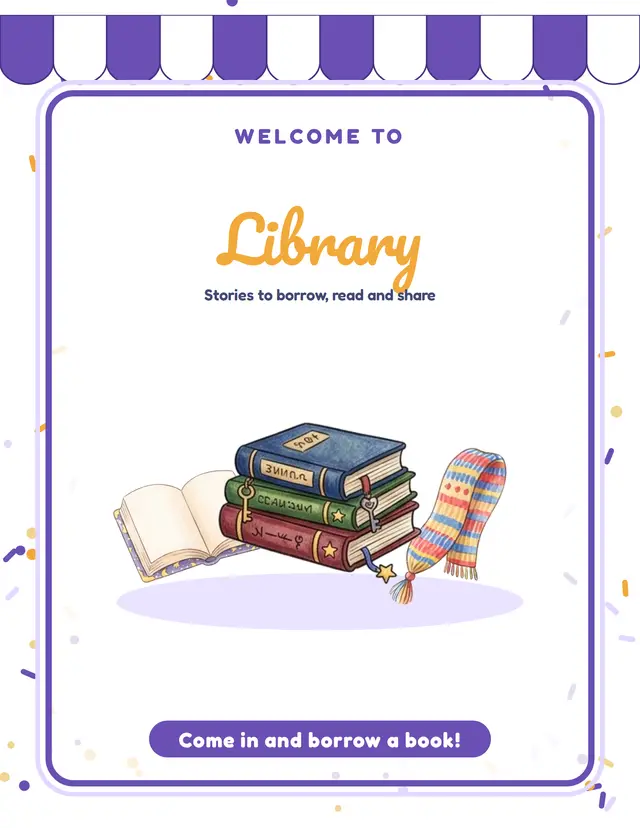 WELCOME TO
Library
Stories to borrow, read and share
Come in and borrow a book!